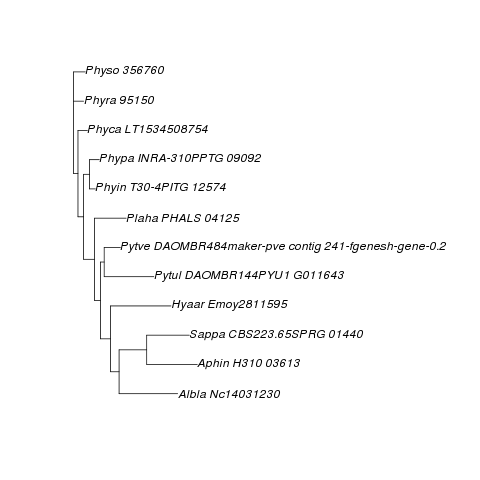 Physo 356760
Phyra 95150
Phyca LT1534508754
Phypa INRA-310PPTG 09092
Phyin T30-4PITG 12574
Plaha PHALS 04125
Pytve DAOMBR484maker-pve contig 241-fgenesh-gene-0.2
Pytul DAOMBR144PYU1 G011643
Hyaar Emoy2811595
Sappa CBS223.65SPRG 01440
Aphin H310 03613
Albla Nc14031230